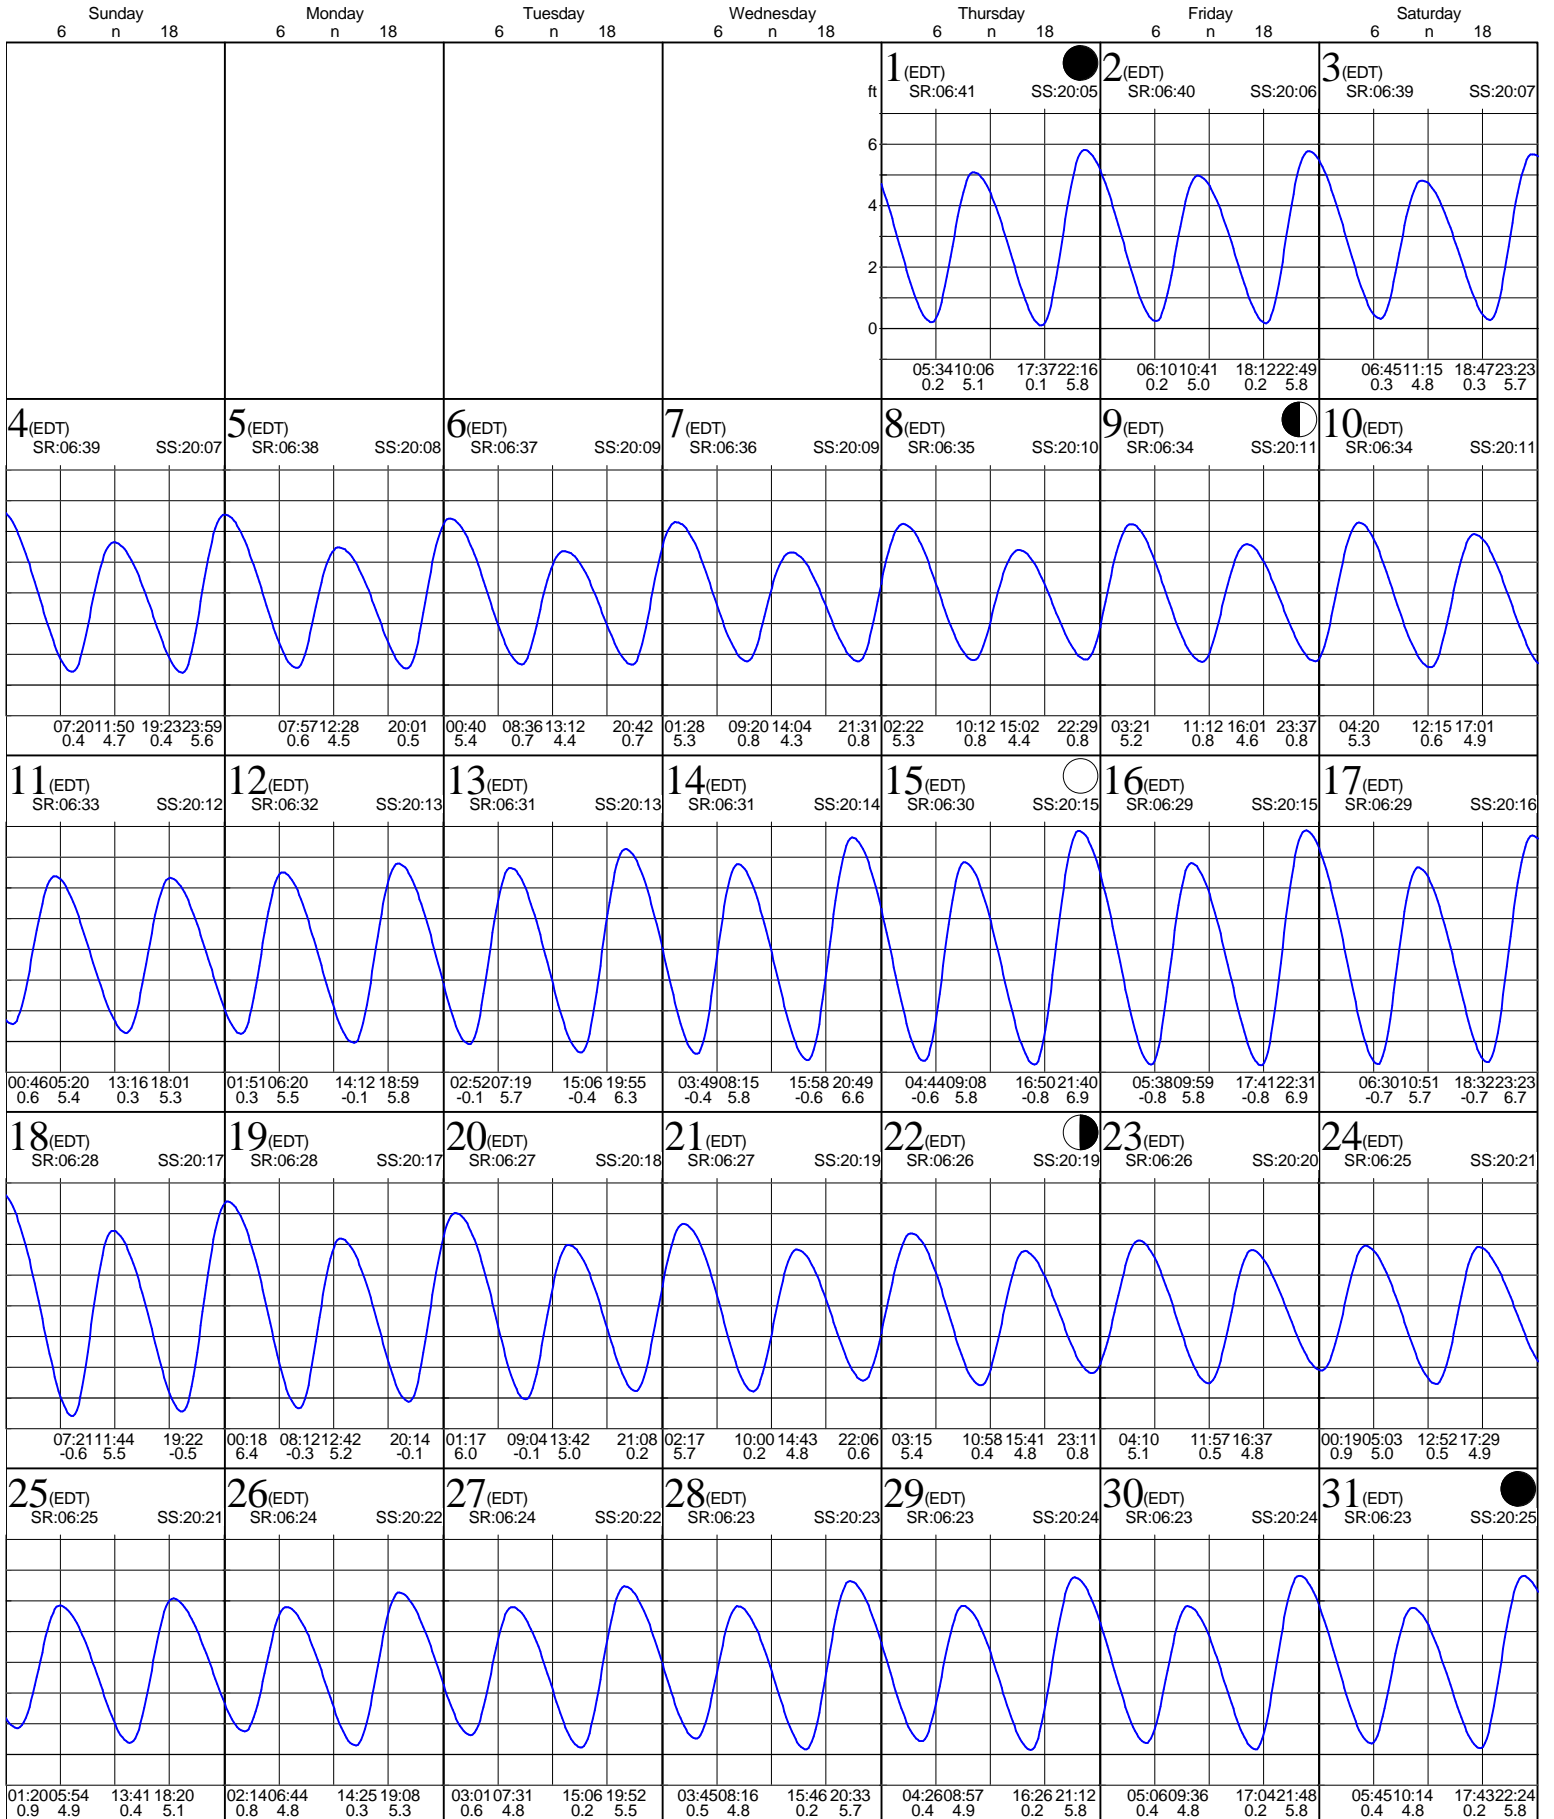 Sunday Monday Tuesday Wednesday Thursday Friday Saturday
6 n 18 6 n 18 6 n 18 6 n 18 6 n 18 6 n 18 6 n 18
1(EDT) 2(EDT) 3(EDT)
ft SR:06:41 SS:20:05 SR:06:40 SS:20:06 SR:06:39 SS:20:07
6
4
2
0
05:34 10:06 17:37 22:16 06:10 10:41 18:12 22:49 06:45 11:15 18:47 23:23
0.2 5.1 0.1 5.8 0.2 5.0 0.2 5.8 0.3 4.8 0.3 5.7
4(EDT) 5(EDT) 6(EDT) 7(EDT) 8(EDT) 9(EDT) 10(EDT)
SR:06:39 SS:20:07 SR:06:38 SS:20:08 SR:06:37 SS:20:09 SR:06:36 SS:20:09 SR:06:35 SS:20:10 SR:06:34 SS:20:11 SR:06:34 SS:20:11
07:20 11:50 19:23 23:59 07:57 12:28 20:01 00:40 08:36 13:12 20:42 01:28 09:20 14:04 21:31 02:22 10:12 15:02 22:29 03:21 11:12 16:01 23:37 04:20 12:15 17:01
0.4 4.7 0.4 5.6 0.6 4.5 0.5 5.4 0.7 4.4 0.7 5.3 0.8 4.3 0.8 5.3 0.8 4.4 0.8 5.2 0.8 4.6 0.8 5.3 0.6 4.9
11(EDT) 12(EDT) 13(EDT) 14(EDT) 15(EDT) 16(EDT) 17(EDT)
SR:06:33 SS:20:12 SR:06:32 SS:20:13 SR:06:31 SS:20:13 SR:06:31 SS:20:14 SR:06:30 SS:20:15 SR:06:29 SS:20:15 SR:06:29 SS:20:16
00:46 05:20 13:16 18:01 01:51 06:20 14:12 18:59 02:52 07:19 15:06 19:55 03:49 08:15 15:58 20:49 04:44 09:08 16:50 21:40 05:38 09:59 17:41 22:31 06:30 10:51 18:32 23:23
0.6 5.4 0.3 5.3 0.3 5.5 -0.1 5.8 -0.1 5.7 -0.4 6.3 -0.4 5.8 -0.6 6.6 -0.6 5.8 -0.8 6.9 -0.8 5.8 -0.8 6.9 -0.7 5.7 -0.7 6.7
18(EDT) 19(EDT) 20(EDT) 21(EDT) 22(EDT) 23(EDT) 24(EDT)
SR:06:28 SS:20:17 SR:06:28 SS:20:17 SR:06:27 SS:20:18 SR:06:27 SS:20:19 SR:06:26 SS:20:19 SR:06:26 SS:20:20 SR:06:25 SS:20:21
07:21 11:44 19:22 00:18 08:12 12:42 20:14 01:17 09:04 13:42 21:08 02:17 10:00 14:43 22:06 03:15 10:58 15:41 23:11 04:10 11:57 16:37 00:19 05:03 12:52 17:29
-0.6 5.5 -0.5 6.4 -0.3 5.2 -0.1 6.0 -0.1 5.0 0.2 5.7 0.2 4.8 0.6 5.4 0.4 4.8 0.8 5.1 0.5 4.8 0.9 5.0 0.5 4.9
25(EDT) 26(EDT) 27(EDT) 28(EDT) 29(EDT) 30(EDT) 31(EDT)
SR:06:25 SS:20:21 SR:06:24 SS:20:22 SR:06:24 SS:20:22 SR:06:23 SS:20:23 SR:06:23 SS:20:24 SR:06:23 SS:20:24 SR:06:23 SS:20:25
01:20 05:54 13:41 18:20 02:14 06:44 14:25 19:08 03:01 07:31 15:06 19:52 03:45 08:16 15:46 20:33 04:26 08:57 16:26 21:12 05:06 09:36 17:04 21:48 05:45 10:14 17:43 22:24
0.9 4.9 0.4 5.1 0.8 4.8 0.3 5.3 0.6 4.8 0.2 5.5 0.5 4.8 0.2 5.7 0.4 4.9 0.2 5.8 0.4 4.8 0.2 5.8 0.4 4.8 0.2 5.8